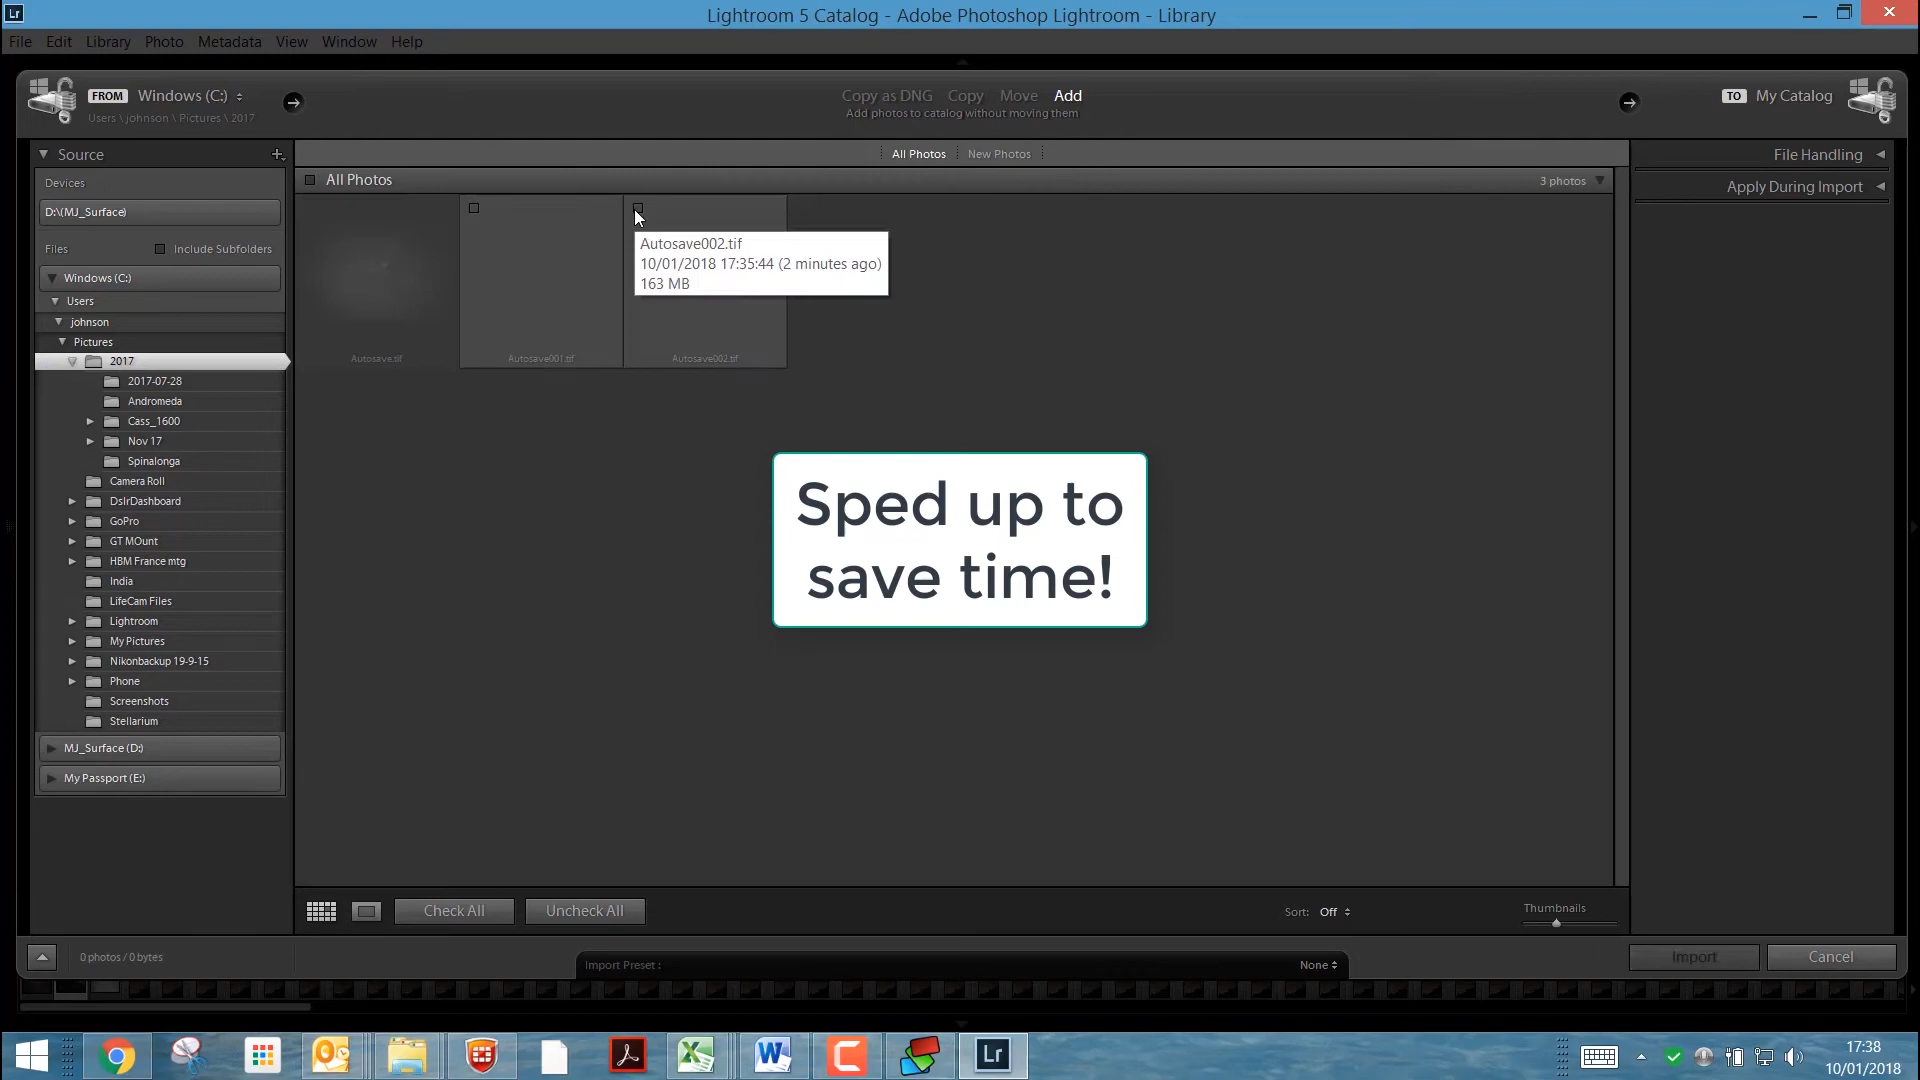 Lr
Lightroom 5 Catalog - Adobe Photoshop Lightroom - Library
File Edit Library Photo Metadata View Window Help
FROM Windows (C:)
Users \ johnson \ Pictures \ 2017
Copy as DNG Copy Move Add
Add photos to catalog without moving them
TO My Catalog
Source
Devices
D:\(MJ_Surface)
Files Include Subfolders
Windows (C:)
Users
johnson
Pictures
2017
2017-07-28
Andromeda
Cass_1600
Nov 17
Spinalonga
Camera Roll
DslrDashboard
GoPro
GT MOunt
HBM France mtg
India
LifeCam Files
Lightroom
My Pictures
Nikonbackup 19-9-15
Phone
Screenshots
Stellarium
MJ_Surface (D:)
My Passport (E:)
All Photos New Photos
All Photos
3 photos
Autosave002.tif
10/01/2018 17:35:44 (2 minutes ago)
163 MB
Autosave.tif
Autosave001.tif
Autosave002.tif
Sped up to
save time!
File Handling
Apply During Import
Check All Uncheck All
Sort: Off
Thumbnails
0 photos / 0 bytes
Import Preset : None
Import Cancel
Lr
17:38
10/01/2018